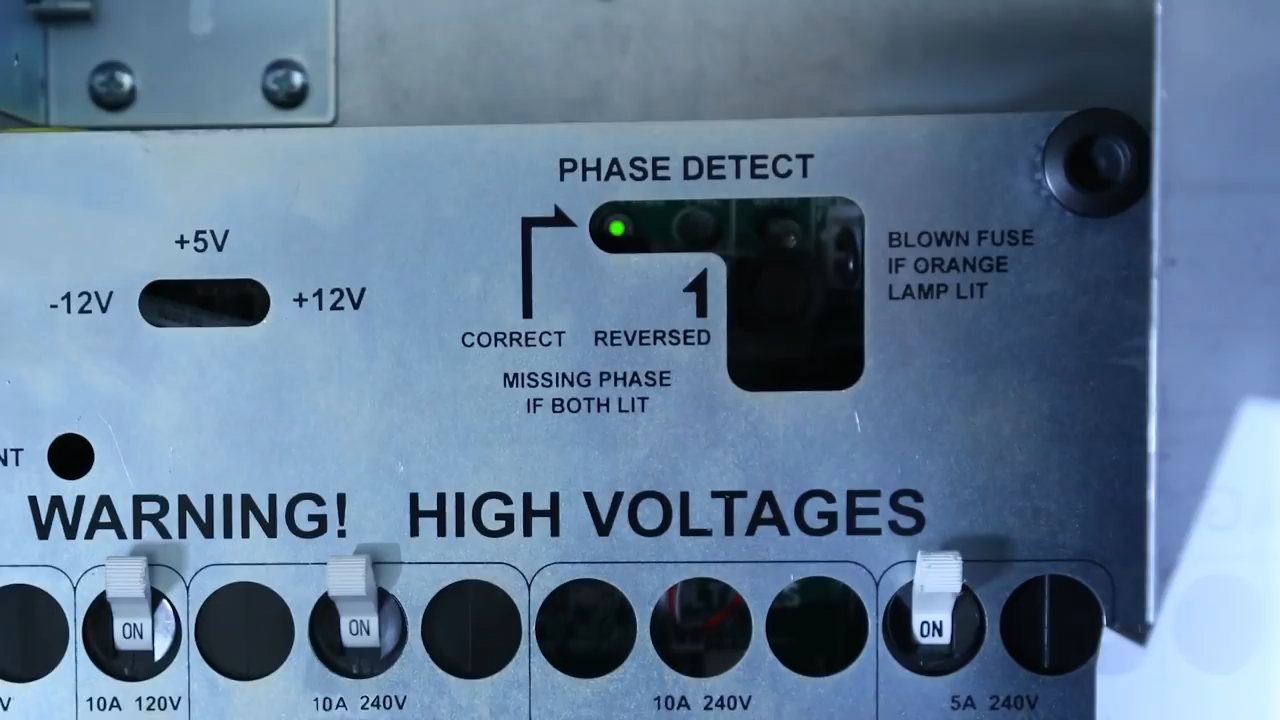 PHASE DETECT
+5V
-12V
+12V
BLOWN FUSE
IF ORANGE
LAMP LIT
CORRECT
REVERSED
MISSING PHASE
IF BOTH LIT
NT
WARNING! HIGH VOLTAGES
ON
ON
ON
V
10A 120V
10A 240V
10A 240V
5A 240V